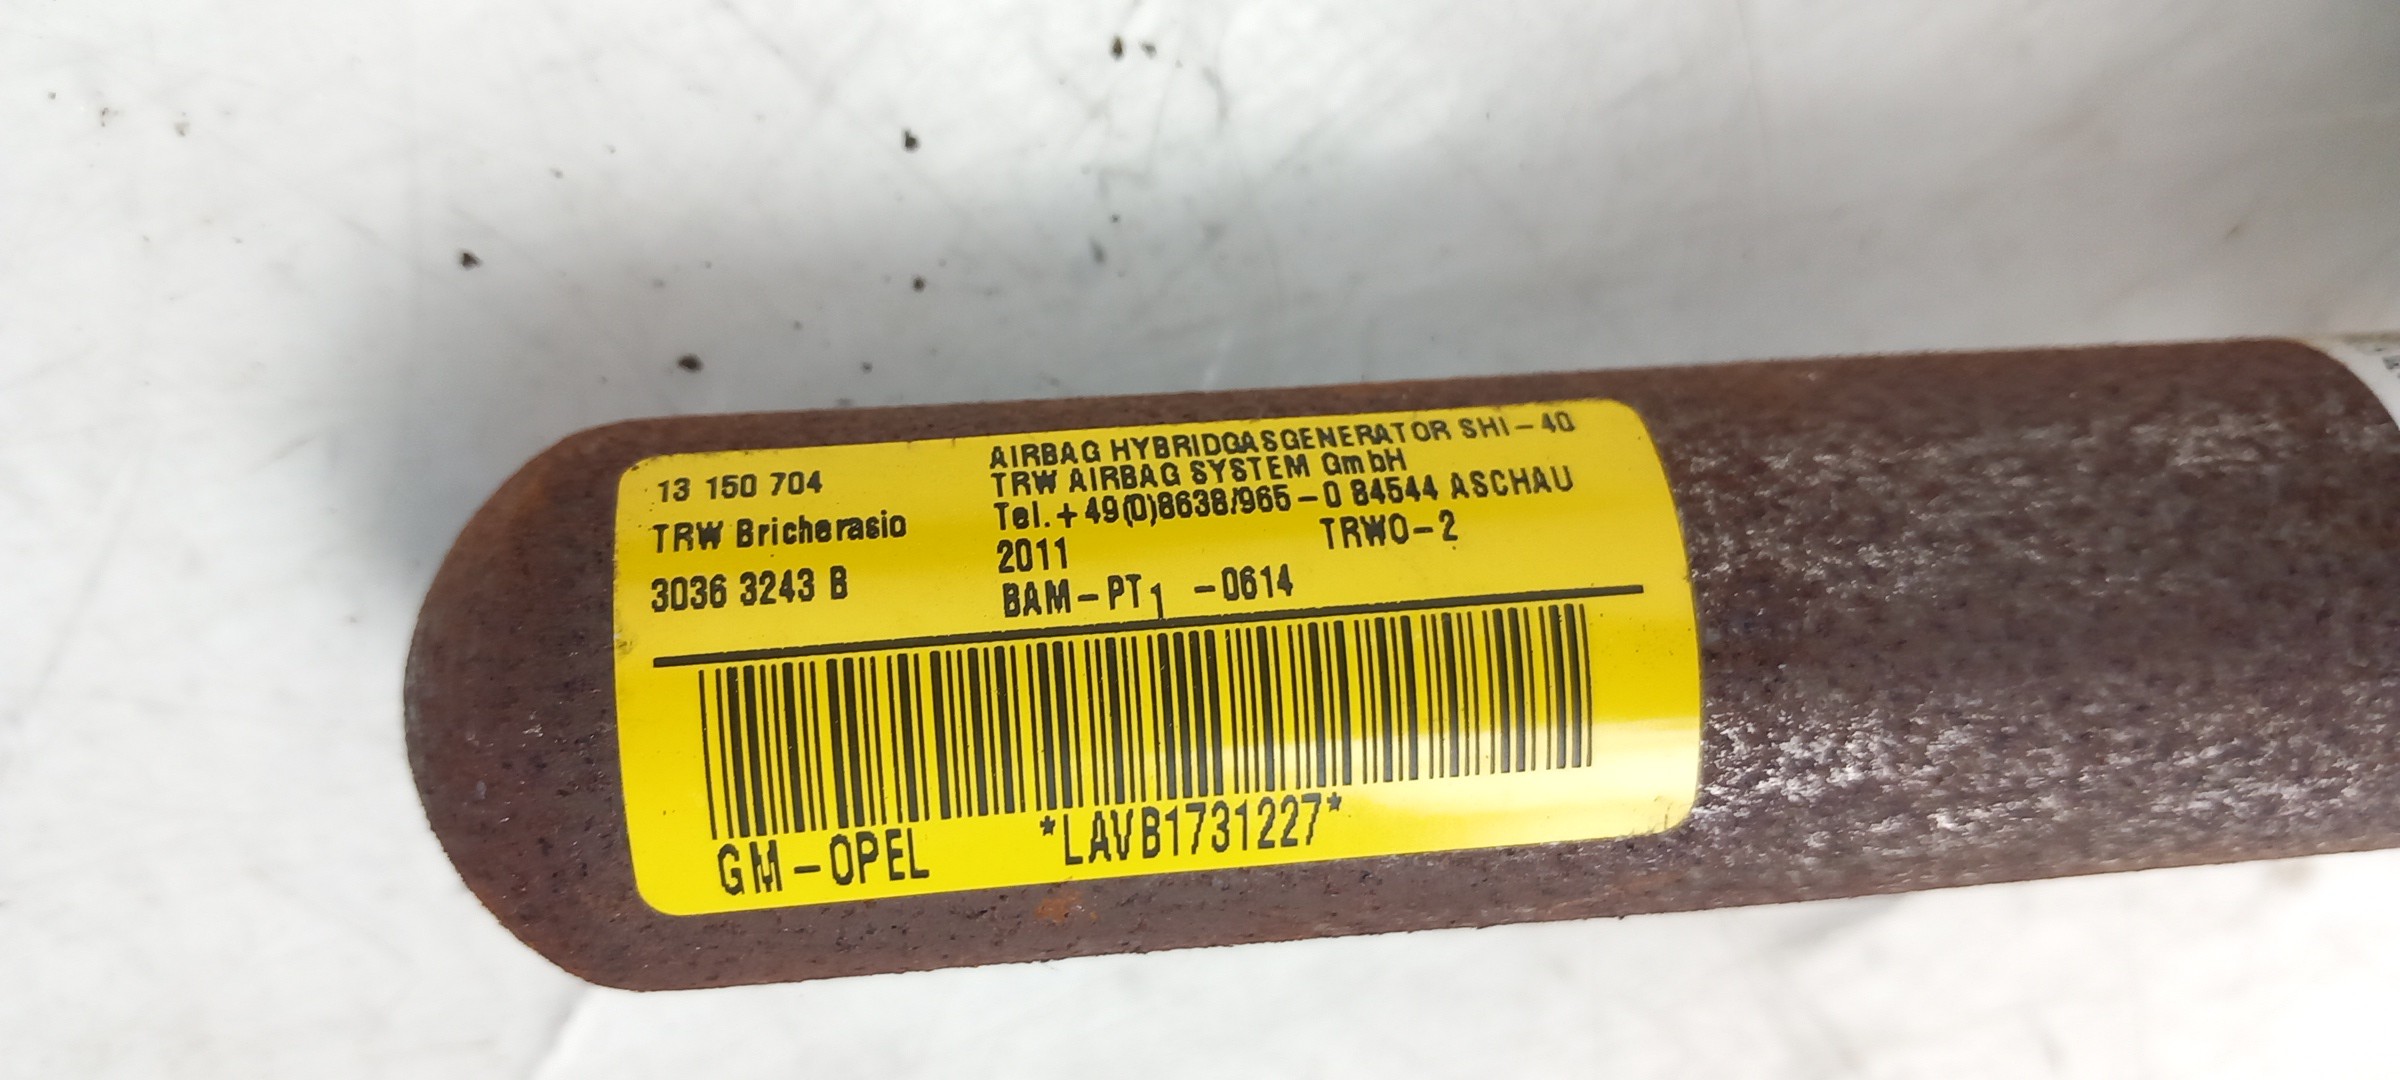 13 150 704
TRW Bricherasio
3036 3243 B
AIRBAG HYBRIDGASGENERATOR SHI-40
TRW AIRBAG SYSTEM GmbH
Tel.+49(0)8638/965-0 84544 ASCHAU
2011 TRWO-2
BAM-PT1 -0614
GM-OPEL *LAVB1731227*